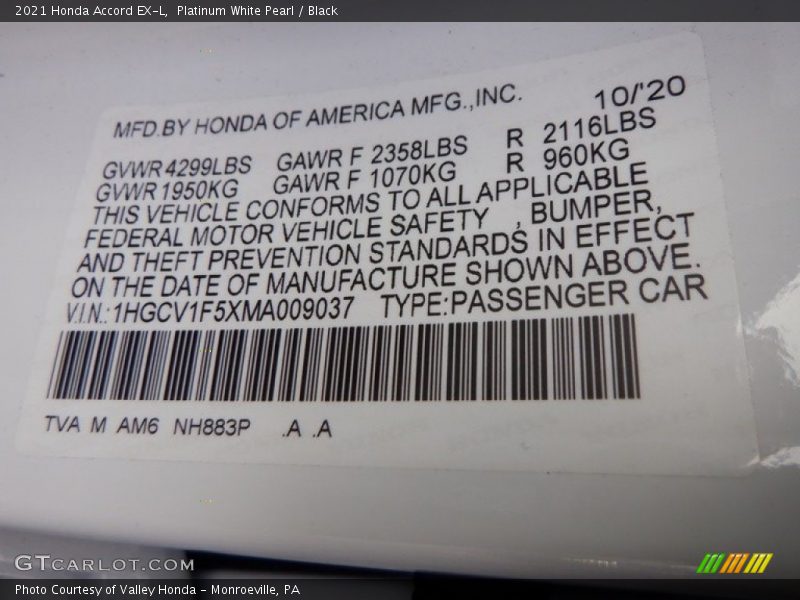 2021 Honda Accord EX-L, Platinum White Pearl / Black
MFD.BY HONDA OF AMERICA MFG.,INC. 10/'20
GVWR 4299LBS GAWR F 2358LBS R 2116LBS
GVWR 1950KG GAWR F 1070KG R 960KG
THIS VEHICLE CONFORMS TO ALL APPLICABLE
FEDERAL MOTOR VEHICLE SAFETY , BUMPER,
AND THEFT PREVENTION STANDARDS IN EFFECT
ON THE DATE OF MANUFACTURE SHOWN ABOVE.
V.I.N.:1HGCV1F5XMA009037 TYPE:PASSENGER CAR
TVA M AM6 NH883P .A .A
GTCARLOT.COM
Photo Courtesy of Valley Honda - Monroeville, PA